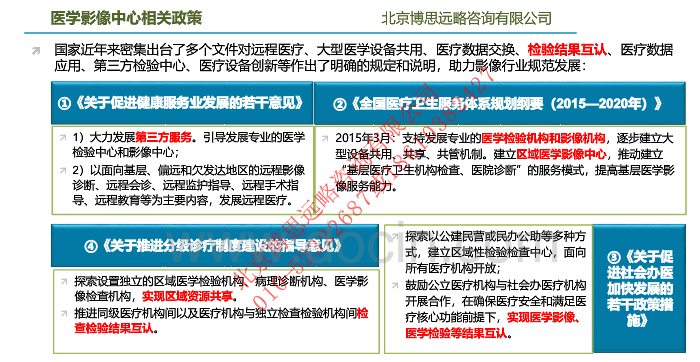 医学影像中心相关政策
北京博思远略咨询有限公司
国家近年来密集出台了多个文件对远程医疗、大型医学设备共用、医疗数据交换、检验结果互认、医疗数据
应用、第三方检验中心、医疗设备创新等作出了明确的规定和说明，助力影像行业规范发展：
①《关于促进健康服务业发展的若干意见》
1）大力发展第三方服务。引导发展专业的医学
检验中心和影像中心；
2）以面向基层、偏远和欠发达地区的远程影像
诊断、远程会诊、远程监护指导、远程手术指
导、远程教育等为主要内容，发展远程医疗。
②《全国医疗卫生服务体系规划纲要（2015—2020年）》
2015年3月、支持发展专业的医学检验机构和影像机构，逐步建立大
型设备共用、共享、共管机制。建立区域医学影像中心，推动建立
“基层医疗卫生机构检查、医院诊断”的服务模式，提高基层医学影
像服务能力。
④《关于推进分级诊疗制度建设的指导意见》
探索设置独立的区域医学检验机构、病理诊断机构、医学影
像检查机构，实现区域资源共享。
推进同级医疗机构间以及医疗机构与独立检查检验机构间检
查检验结果互认。
探索以公建民营或民办公助等多种方
式，建立区域性检验检查中心，面向
所有医疗机构开放；
鼓励公立医疗机构与社会办医疗机构
开展合作，在确保医疗安全和满足医
疗核心功能前提下，实现医学影像、
医学检验等结果互认。
③《关于促
进社会办医
加快发展的
若干政策措
施》
北京博思远略咨询有限公司